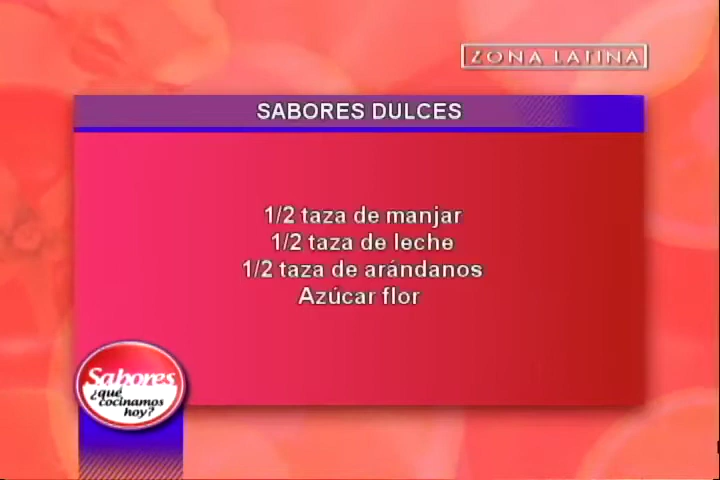 ZONA LATINA
SABORES DULCES
1/2 taza de manjar
1/2 taza de leche
1/2 taza de arándanos
Azúcar flor
Sabores
¿qué
cocinamos
hoy?